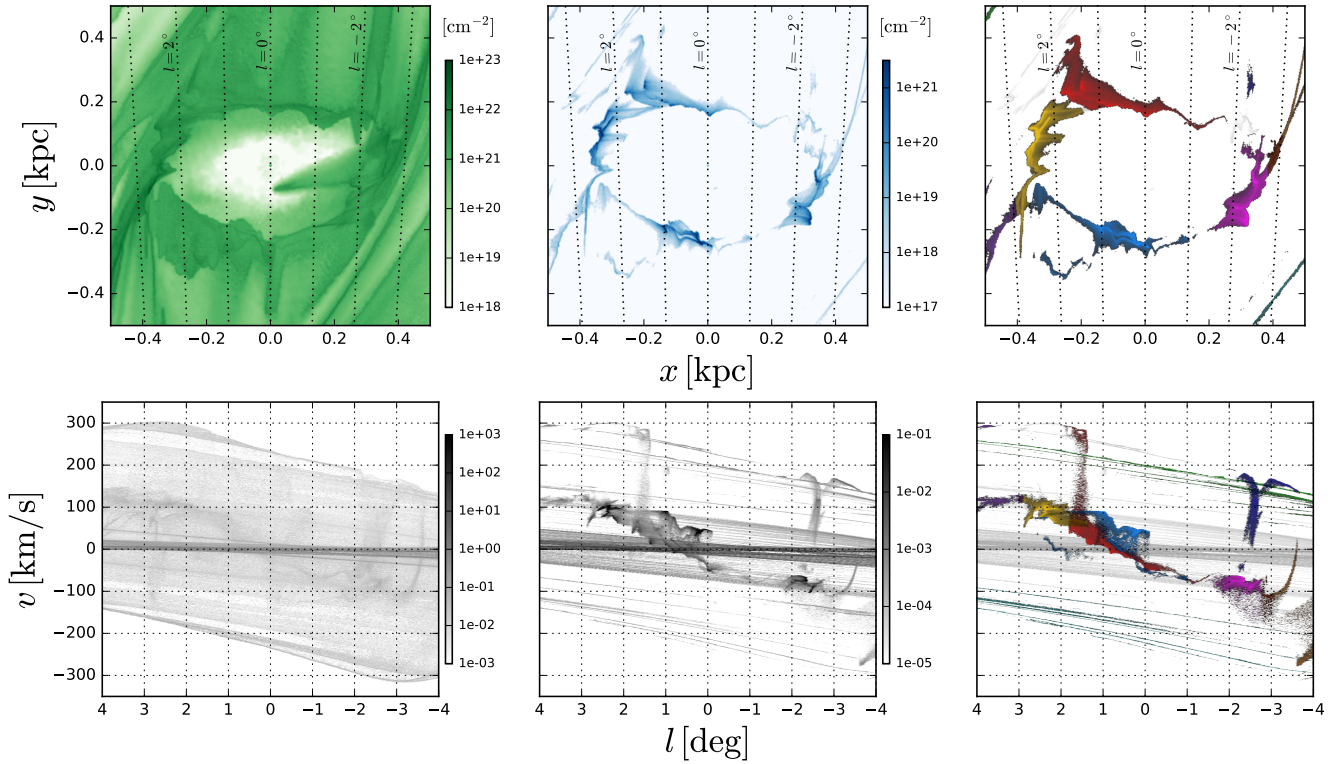 [cm⁻²]
[cm⁻²]
l = 2°
l = 0°
l = −2°
l = 2°
l = 0°
l = −2°
l = 2°
l = 0°
l = −2°
y [kpc]
0.4
0.2
0.0
−0.2
−0.4
1e+23
1e+22
1e+21
1e+20
1e+19
1e+18
1e+21
1e+20
1e+19
1e+18
1e+17
−0.4 −0.2 0.0 0.2 0.4
−0.4 −0.2 0.0 0.2 0.4
−0.4 −0.2 0.0 0.2 0.4
x [kpc]
v [km/s]
300
200
100
0
−100
−200
−300
1e+03
1e+02
1e+01
1e+00
1e-01
1e-02
1e-03
1e-01
1e-02
1e-03
1e-04
1e-05
4 3 2 1 0 −1 −2 −3 −4
4 3 2 1 0 −1 −2 −3 −4
4 3 2 1 0 −1 −2 −3 −4
l [deg]